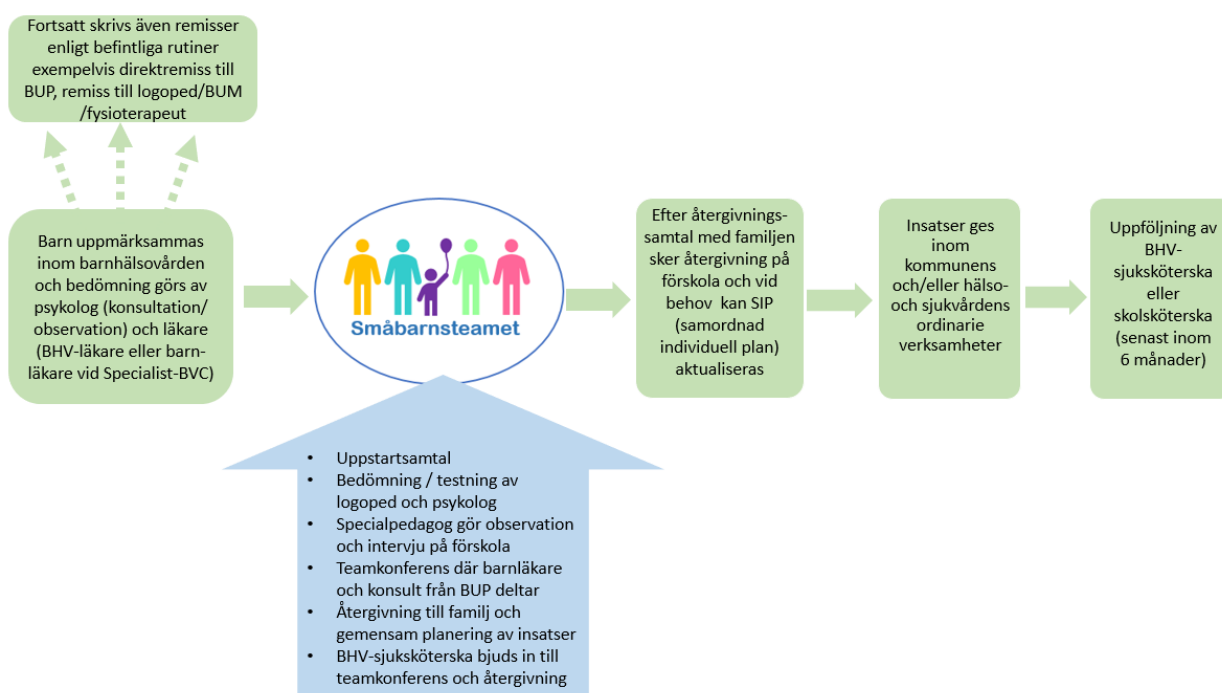 Fortsatt skrivs även remisser
enligt befintliga rutiner
exempelvis direktremiss till
BUP, remiss till logoped/BUM
/fysioterapeut
Barn uppmärksammas
inom barnhälsovården
och bedömning görs av
psykolog (konsultation/
observation) och läkare
(BHV-läkare eller barn-
läkare vid Specialist-BVC)
Småbarnsteamet
Efter återgivnings-
samtal med familjen
sker återgivning på
förskola och vid
behov kan SIP
(samordnad
individuell plan)
aktualiseras
Insatser ges
inom
kommunens
och/eller hälso-
och sjukvårdens
ordinarie
verksamheter
Uppföljning av
BHV-
sjuksköterska
eller
skolsköterska
(senast inom
6 månader)
• Uppstartsamtal
• Bedömning / testning av
logoped och psykolog
• Specialpedagog gör observation
och intervju på förskola
• Teamkonferens där barnläkare
och konsult från BUP deltar
• Återgivning till familj och
gemensam planering av insatser
• BHV-sjuksköterska bjuds in till
teamkonferens och återgivning